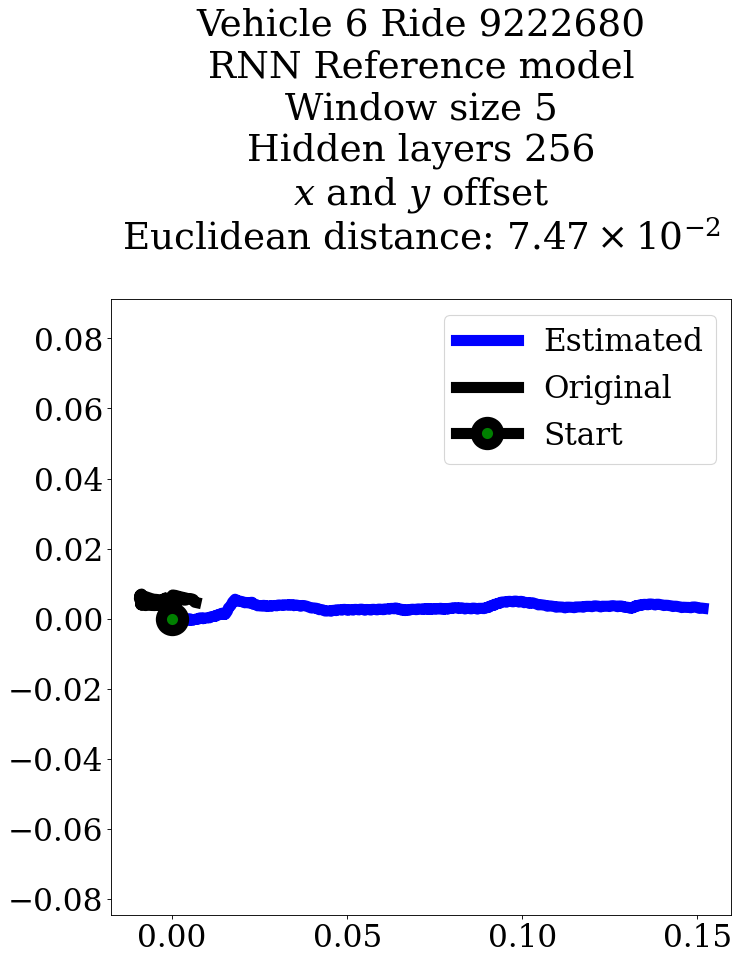 Vehicle 6 Ride 9222680
RNN Reference model
Window size 5
Hidden layers 256
x and y offset
Euclidean distance: 7.47 × 10⁻²
Estimated
Original
Start
0.08
0.06
0.04
0.02
0.00
−0.02
−0.04
−0.06
−0.08
0.00 0.05 0.10 0.15